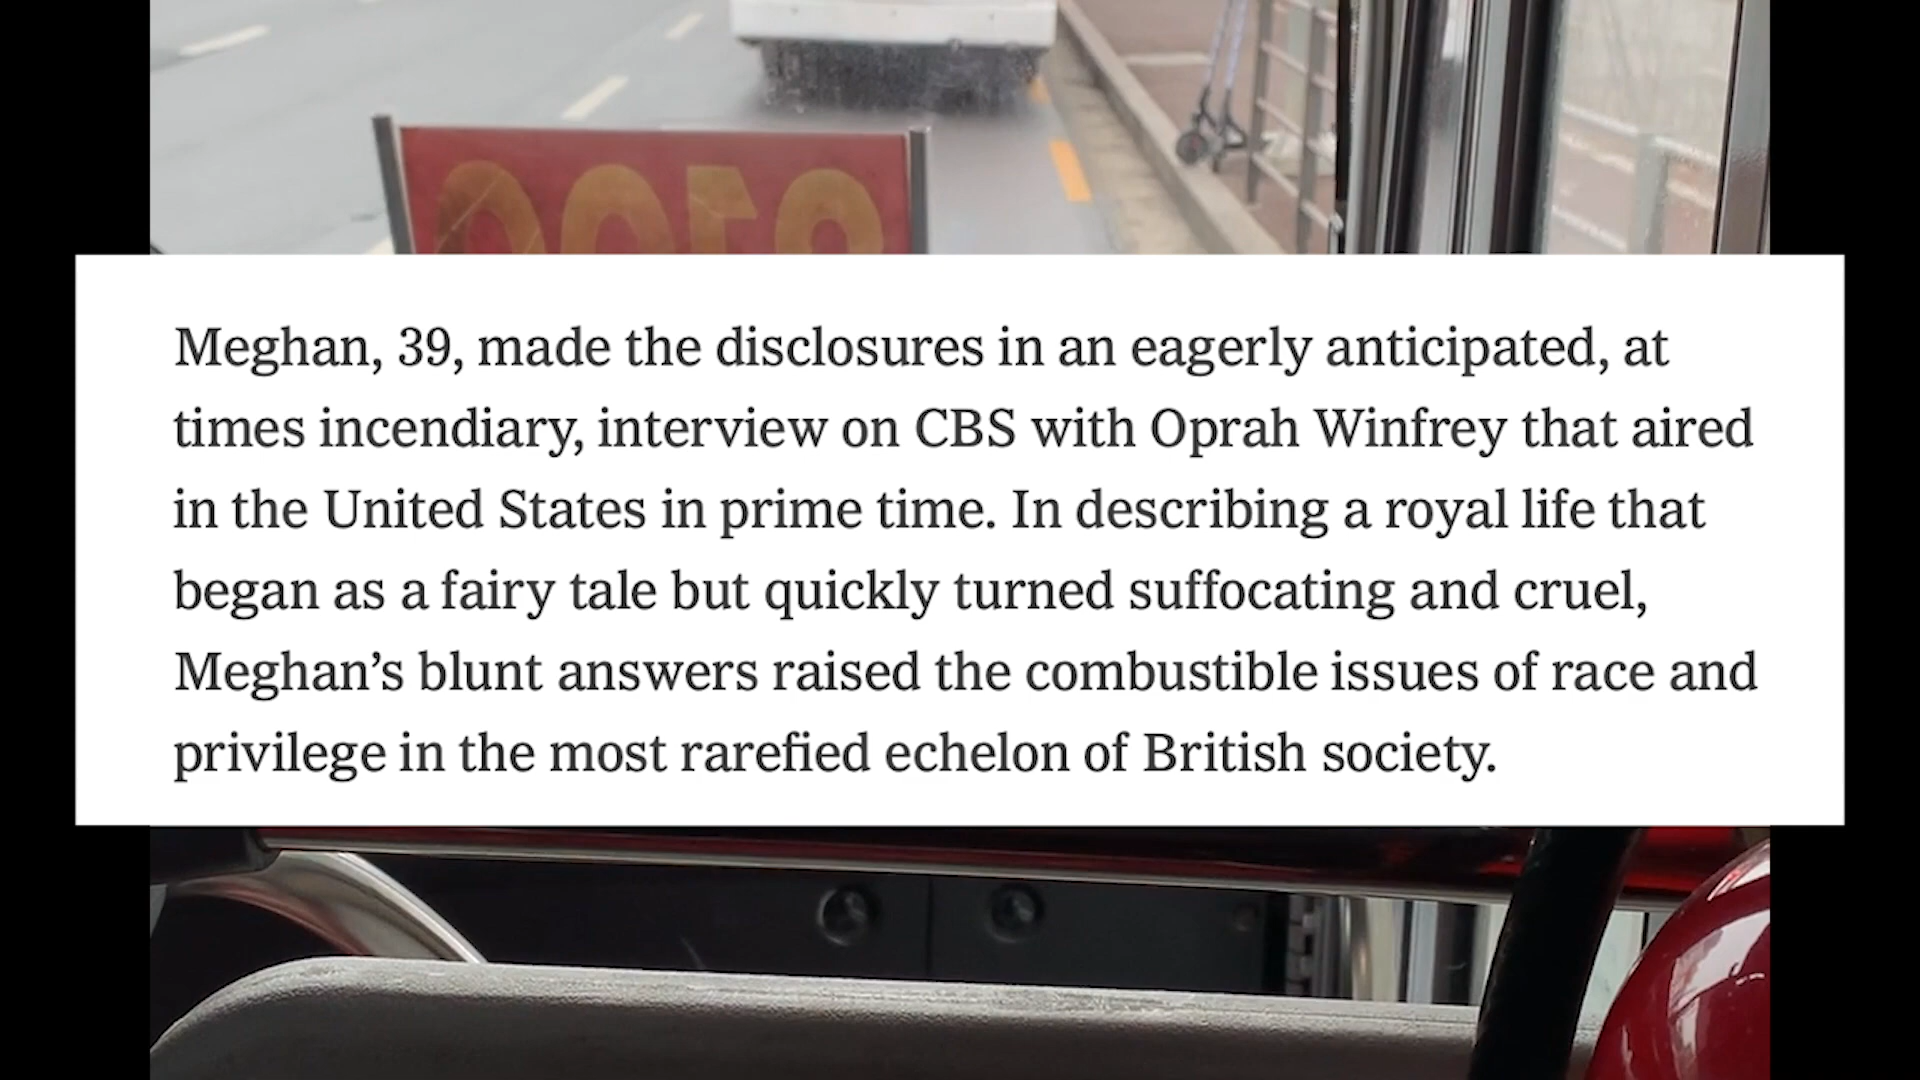 Meghan, 39, made the disclosures in an eagerly anticipated, at
times incendiary, interview on CBS with Oprah Winfrey that aired
in the United States in prime time. In describing a royal life that
began as a fairy tale but quickly turned suffocating and cruel,
Meghan’s blunt answers raised the combustible issues of race and
privilege in the most rarefied echelon of British society.